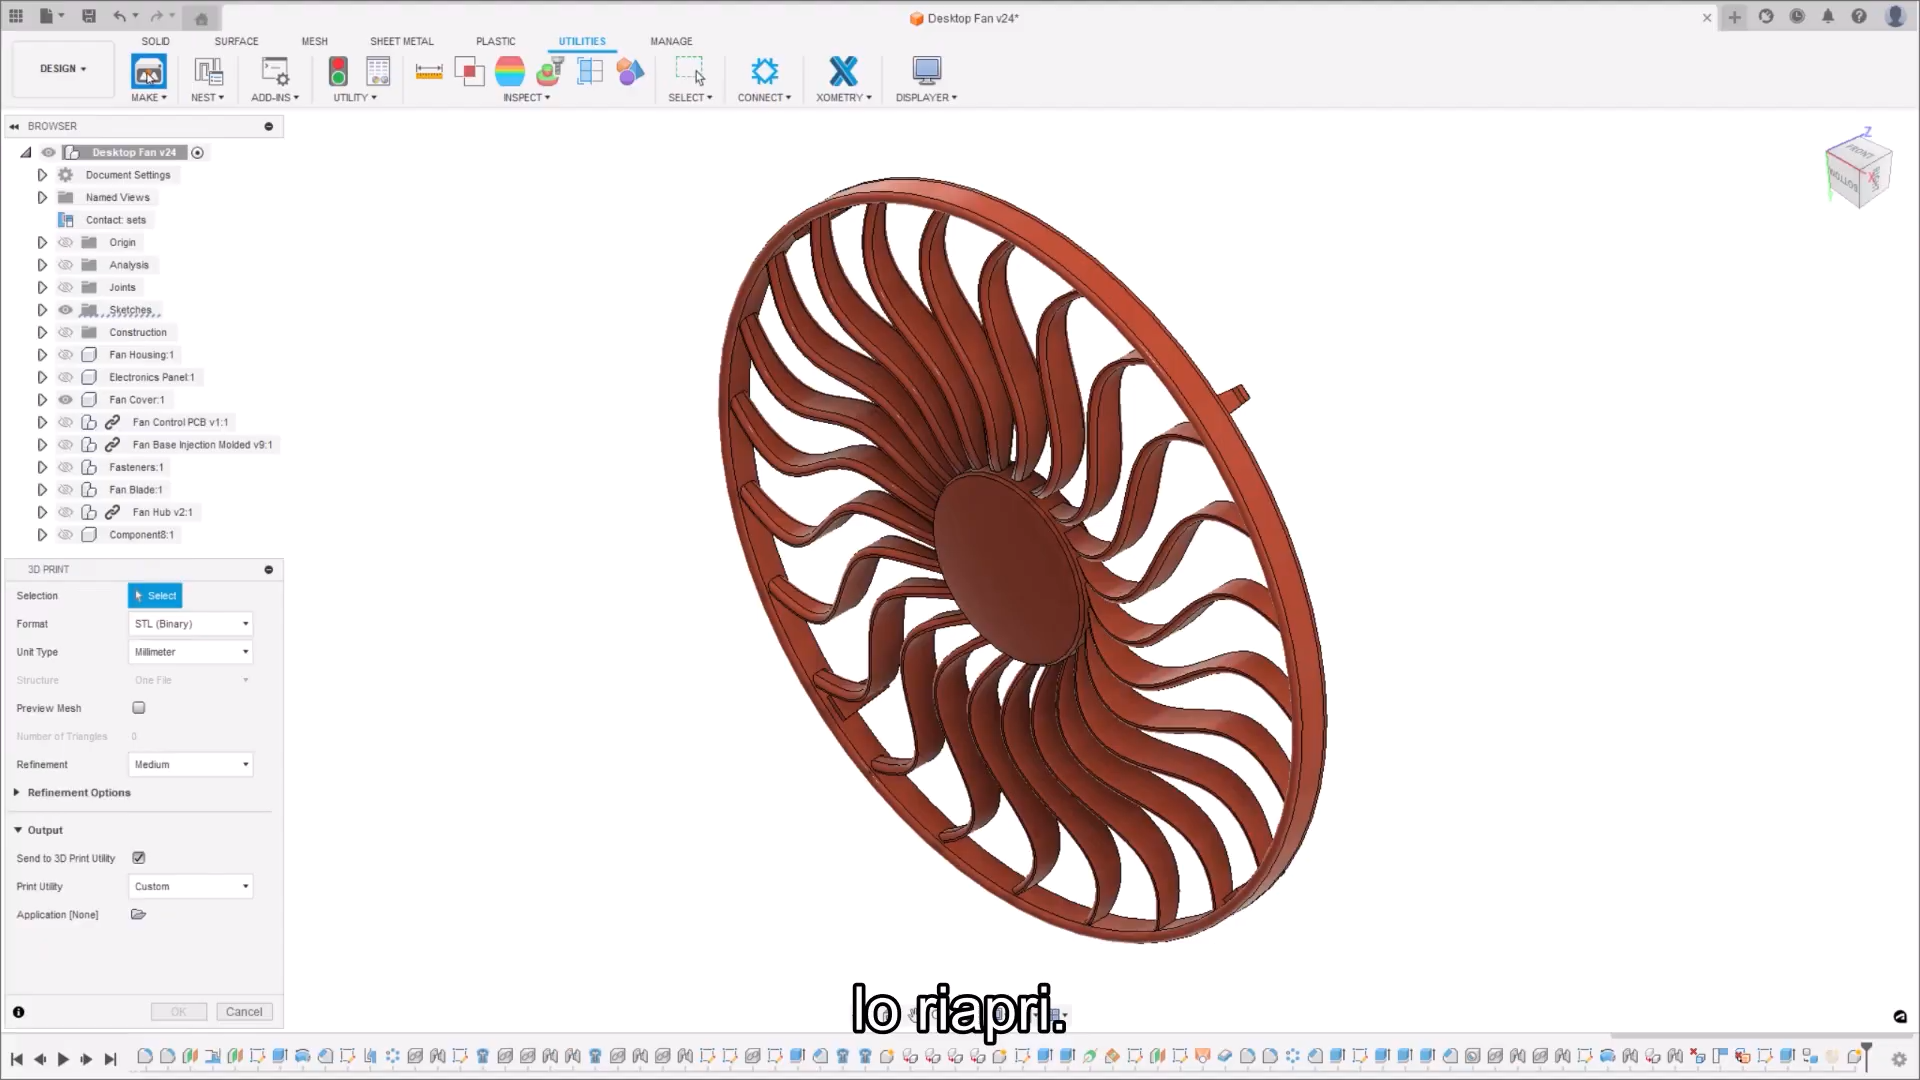 Desktop Fan v24*
SOLID
SURFACE
MESH
SHEET METAL
PLASTIC
UTILITIES
MANAGE
DESIGN
MAKE
NEST
ADD-INS
UTILITY
INSPECT
SELECT
CONNECT
XOMETRY
DISPLAYER
BROWSER
Desktop Fan v24
Document Settings
Named Views
Contact: sets
Origin
Analysis
Joints
Sketches
Construction
Fan Housing:1
Electronics Panel:1
Fan Cover:1
Fan Control PCB v1:1
Fan Base Injection Molded v9:1
Fasteners:1
Fan Blade:1
Fan Hub v2:1
Component8:1
Z
FRONT
BOTTOM
RIGHT
X
3D PRINT
Selection
Select
Format
STL (Binary)
Unit Type
Millimeter
Structure
One File
Preview Mesh
Number of Triangles
0
Refinement
Medium
Refinement Options
Output
Send to 3D Print Utility
Print Utility
Custom
Application [None]
OK
Cancel
lo riapri.